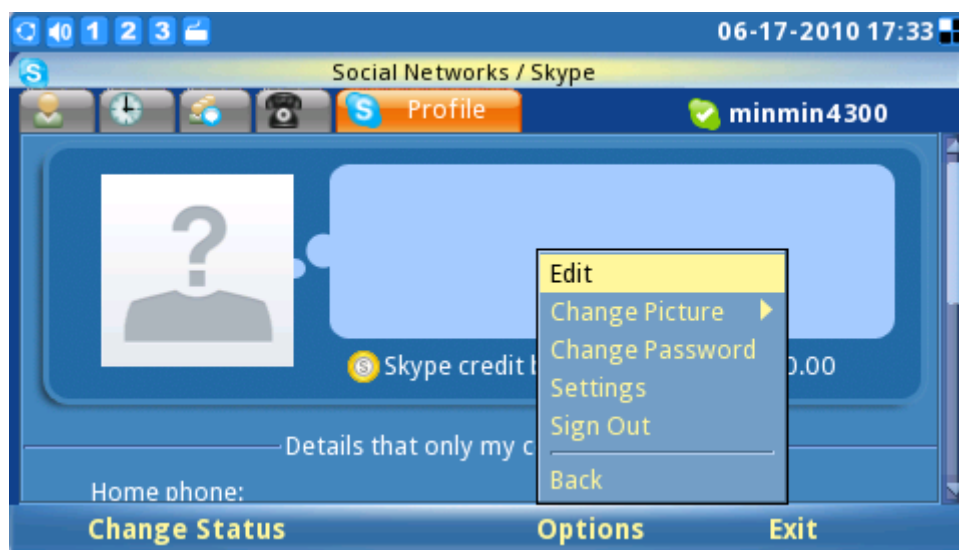 1 2 3 06-17-2010 17:33
Social Networks / Skype
Profile minmin4300
Edit
Change Picture
Change Password
Skype credit .00
Settings
Sign Out
Details that only my
Back
Home phone:
Change Status Options Exit